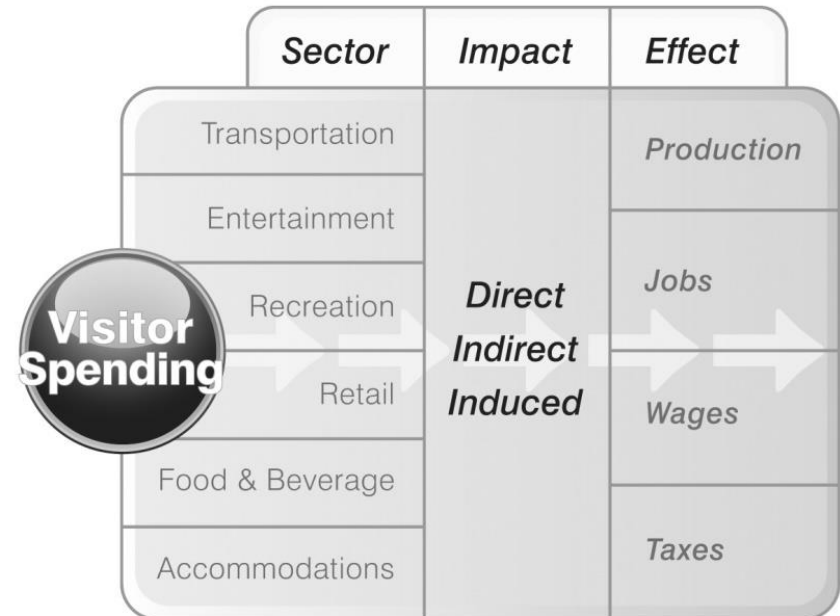 Sector Impact Effect
Transportation
Entertainment
Recreation
Retail
Food & Beverage
Accommodations
Visitor
Spending
Direct
Indirect
Induced
Production
Jobs
Wages
Taxes